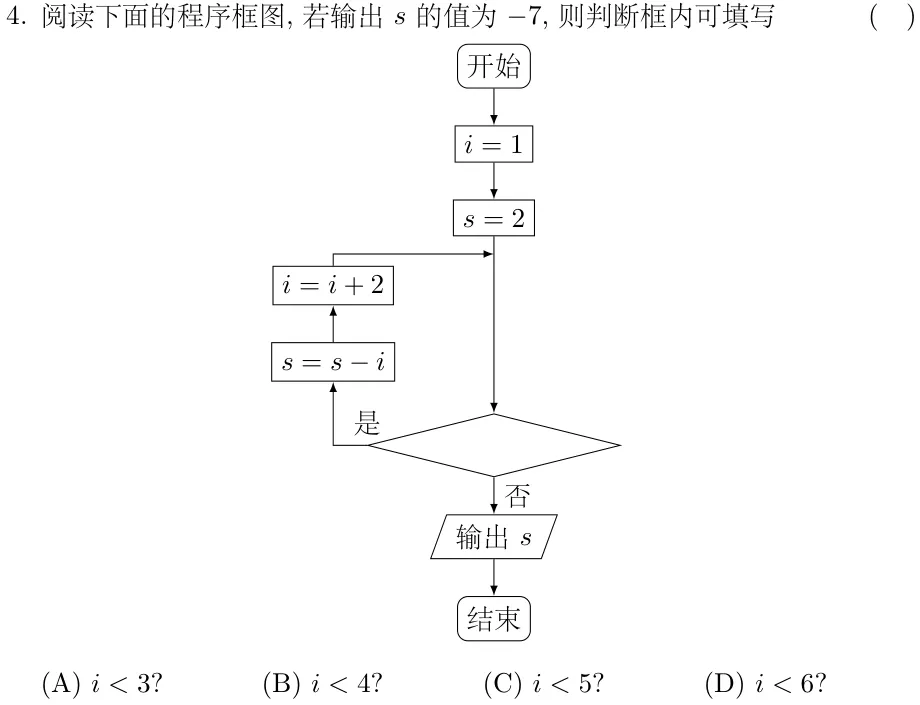 4. 阅读下面的程序框图, 若输出 s 的值为 −7, 则判断框内可填写 ( )
开始
i = 1
s = 2
i = i + 2
s = s − i
是
否
输出 s
结束
(A) i < 3? (B) i < 4? (C) i < 5? (D) i < 6?